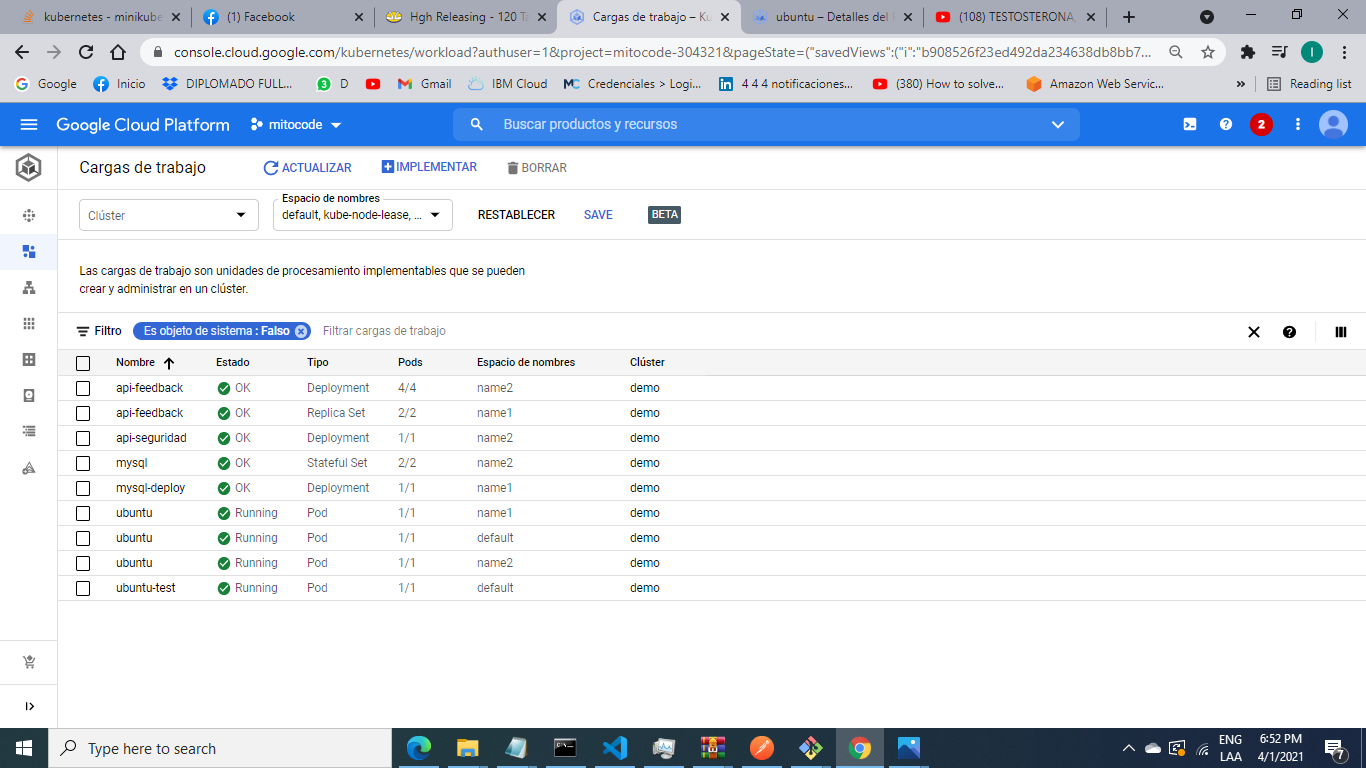 kubernetes - minikube
(1) Facebook
Hgh Releasing - 120 Ta
Cargas de trabajo – Ku
ubuntu – Detalles del
(108) TESTOSTERONA,
console.cloud.google.com/kubernetes/workload?authuser=1&project=mitocode-304321&pageState=("savedViews":("i":"b908526f23ed492da234638db8bb7...
I
Google
Inicio
DIPLOMADO FULL...
3
D
Gmail
IBM Cloud
MC
Credenciales > Logi...
4 4 4 notificaciones...
(380) How to solve...
Amazon Web Servic...
»
Reading list
Google Cloud Platform
mitocode
Buscar productos y recursos
2
Cargas de trabajo
ACTUALIZAR
IMPLEMENTAR
BORRAR
Clúster
Espacio de nombres
default, kube-node-lease, ...
RESTABLECER
SAVE
BETA
Las cargas de trabajo son unidades de procesamiento implementables que se pueden
crear y administrar en un clúster.
Filtro
Es objeto de sistema : Falso
Filtrar cargas de trabajo
Nombre Estado Tipo Pods Espacio de nombres Clúster
api-feedback OK Deployment 4/4 name2 demo
api-feedback OK Replica Set 2/2 name1 demo
api-seguridad OK Deployment 1/1 name2 demo
mysql OK Stateful Set 2/2 name2 demo
mysql-deploy OK Deployment 1/1 name1 demo
ubuntu Running Pod 1/1 name1 demo
ubuntu Running Pod 1/1 default demo
ubuntu Running Pod 1/1 name2 demo
ubuntu-test Running Pod 1/1 default demo
Type here to search
ENG
LAA
6:52 PM
4/1/2021
7